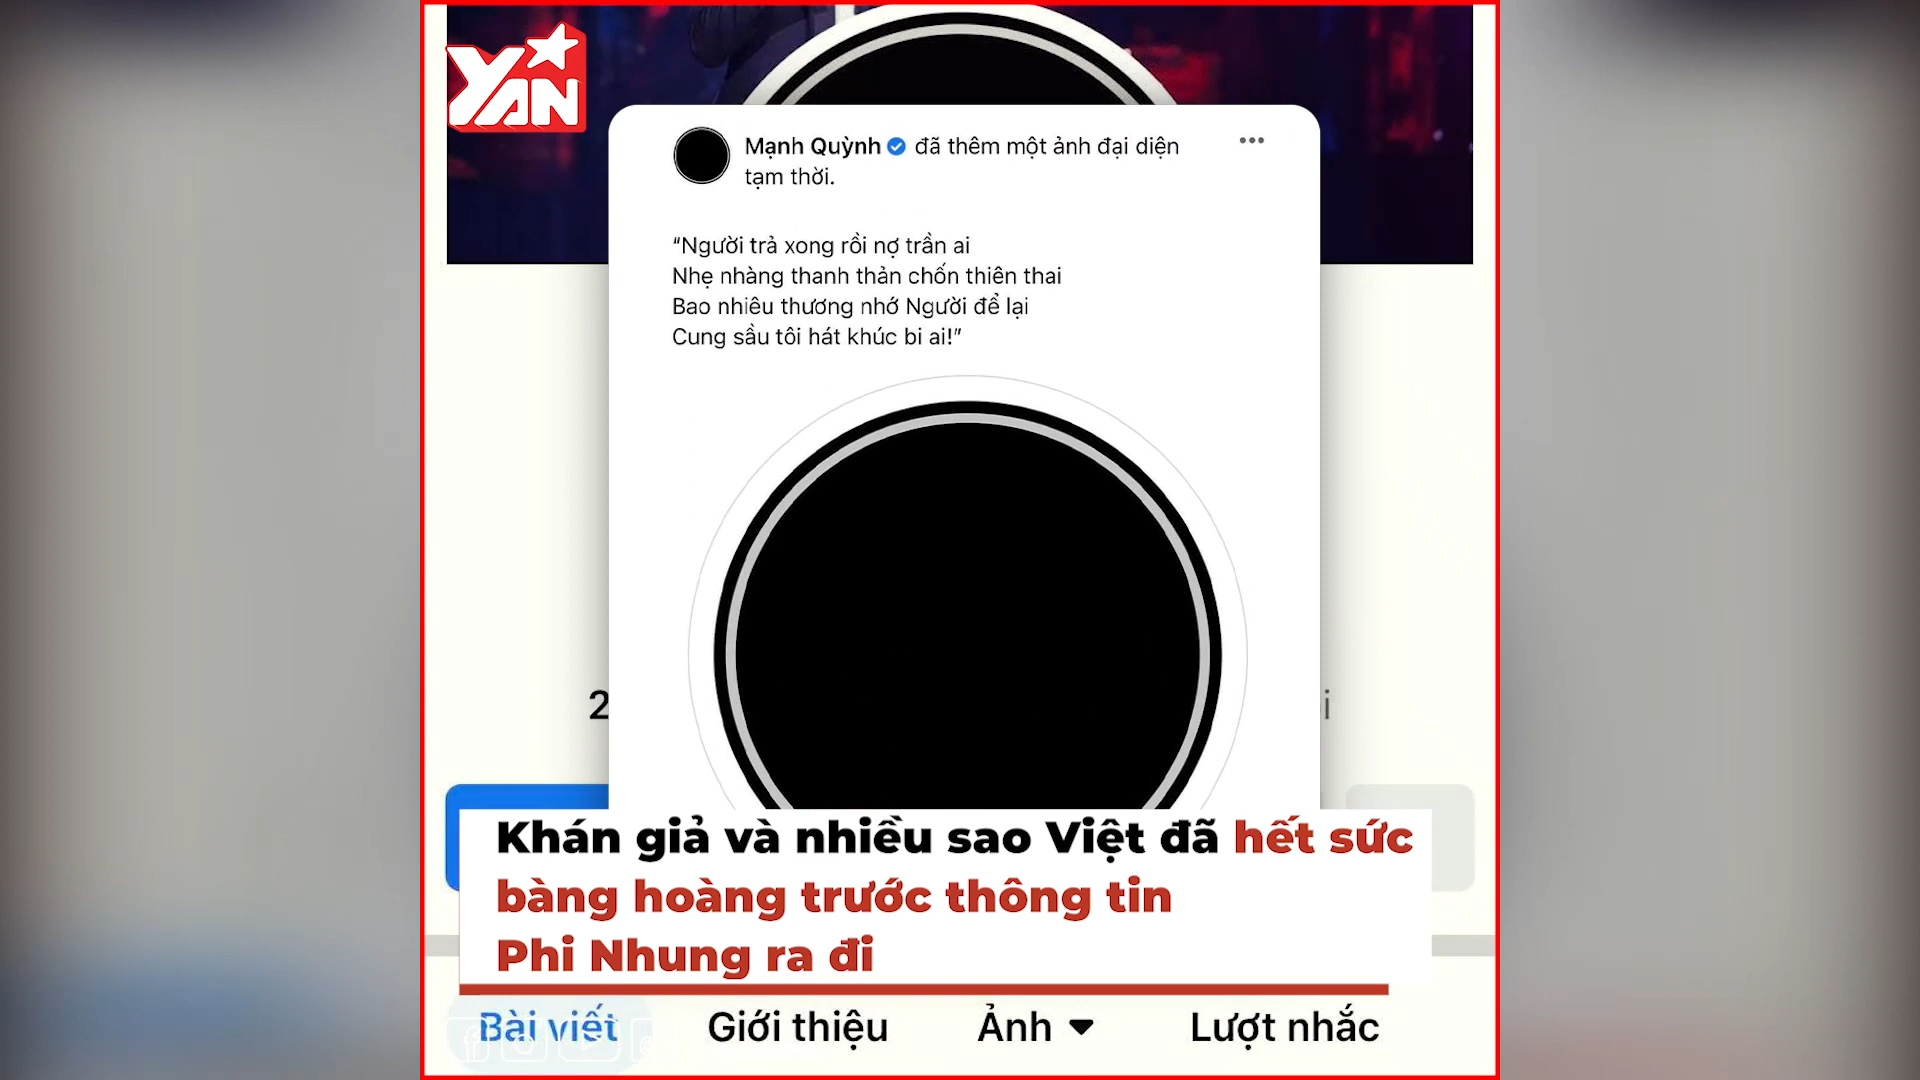 YAN
Mạnh Quỳnh đã thêm một ảnh đại diện
tạm thời.
“Người trả xong rồi nợ trần ai
Nhẹ nhàng thanh thản chốn thiên thai
Bao nhiêu thương nhớ Người để lại
Cung sầu tôi hát khúc bi ai!”
2
i
Khán giả và nhiều sao Việt đã hết sức
bàng hoàng trước thông tin
Phi Nhung ra đi
Bài viết Giới thiệu Ảnh Lượt nhắc